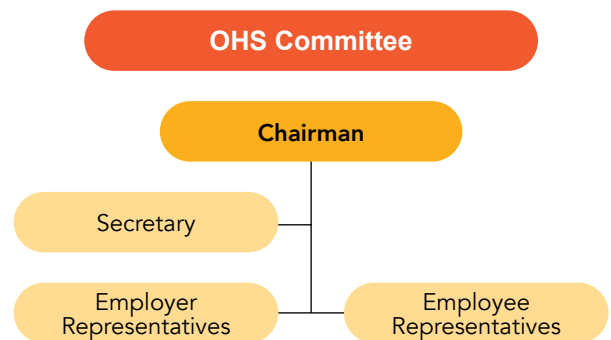 OHS Committee
Chairman
Secretary
Employer
Representatives
Employee
Representatives